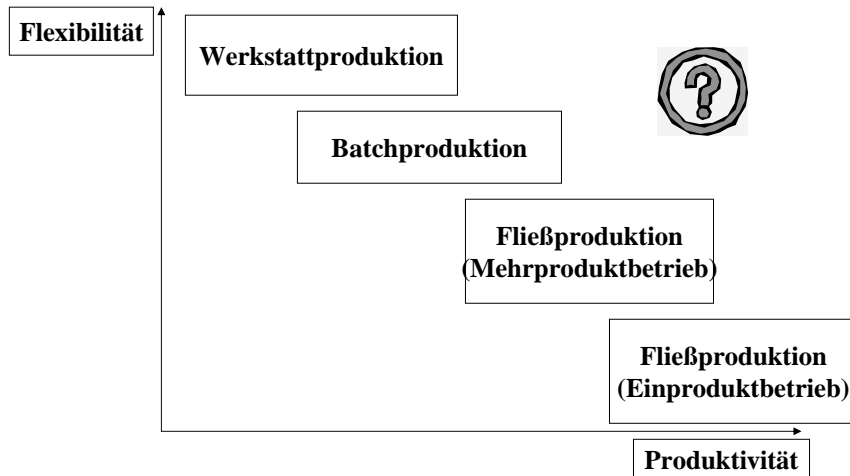 Flexibilität
Werkstattproduktion
?
Batchproduktion
Fließproduktion
(Mehrproduktbetrieb)
Fließproduktion
(Einproduktbetrieb)
Produktivität